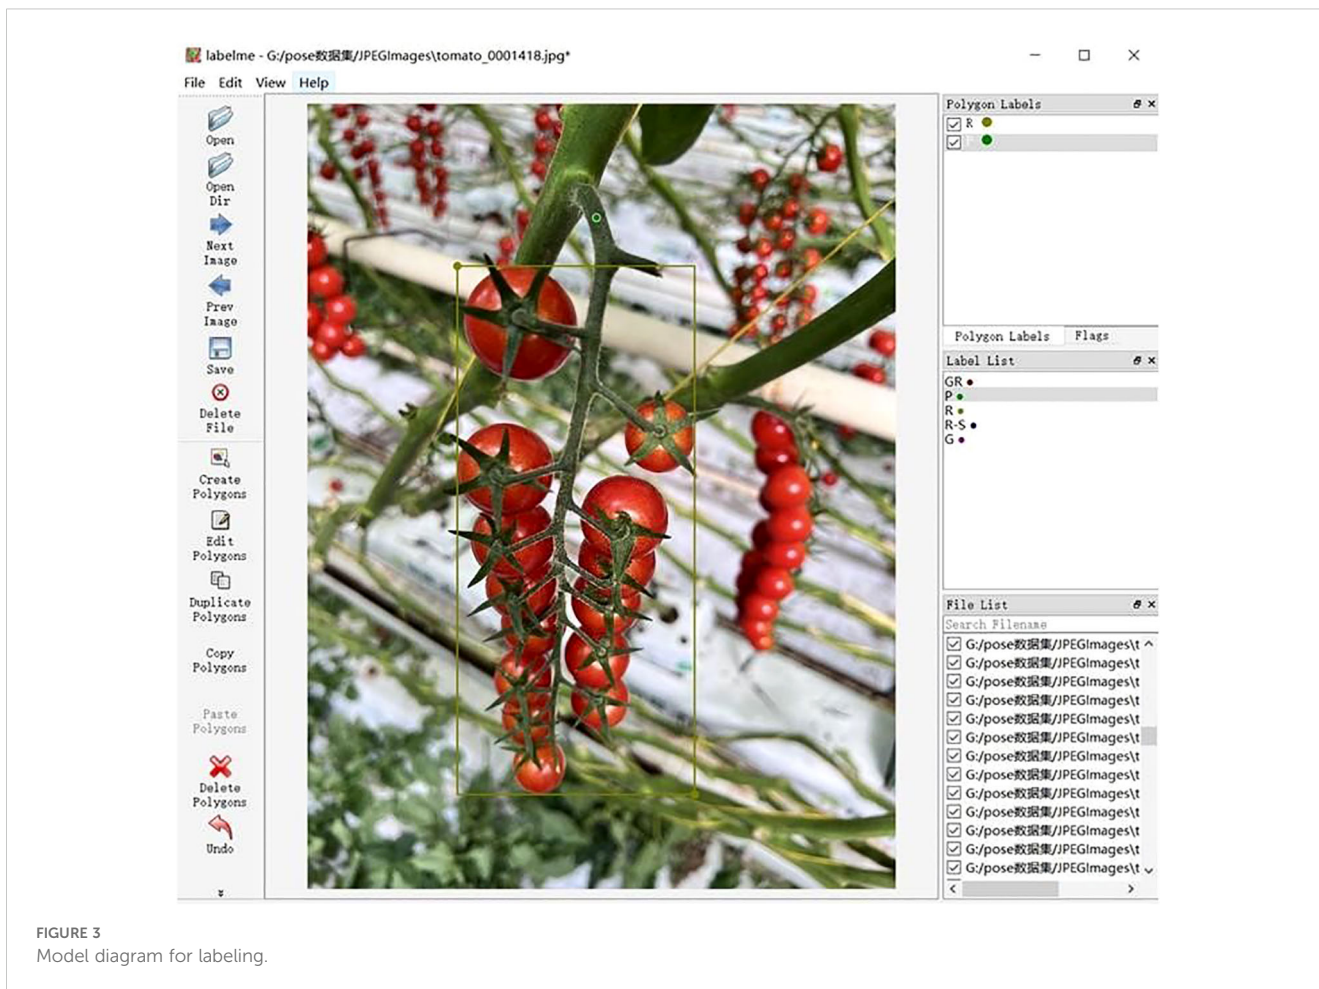 labelme - G:/pose数据集/JPEGImages\tomato_0001418.jpg*
File Edit View Help
Open
Open
Dir
Next
Image
Prev
Image
Save
Delete
File
Create
Polygons
Edit
Polygons
Duplicate
Polygons
Copy
Polygons
Paste
Polygons
Delete
Polygons
Undo
Polygon Labels
R
Polygon Labels Flags
Label List
GR
P
R
R-S
G
File List
Search Filename
G:/pose数据集/JPEGImages\t
G:/pose数据集/JPEGImages\t
G:/pose数据集/JPEGImages\t
G:/pose数据集/JPEGImages\t
G:/pose数据集/JPEGImages\t
G:/pose数据集/JPEGImages\t
G:/pose数据集/JPEGImages\t
G:/pose数据集/JPEGImages\t
G:/pose数据集/JPEGImages\t
G:/pose数据集/JPEGImages\t
G:/pose数据集/JPEGImages\t
G:/pose数据集/JPEGImages\t
G:/pose数据集/JPEGImages\t
FIGURE 3
Model diagram for labeling.